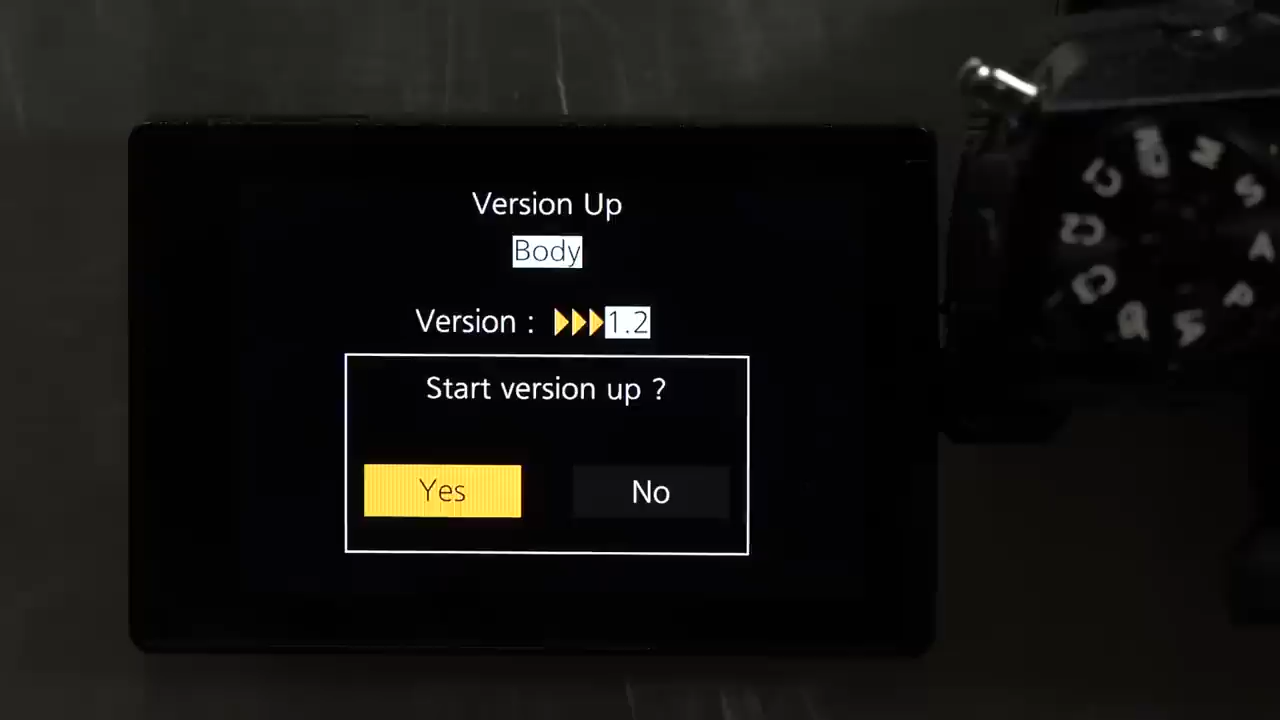 Version Up
Body
Version : 1.2
Start version up ?
Yes No
M
S
A
P